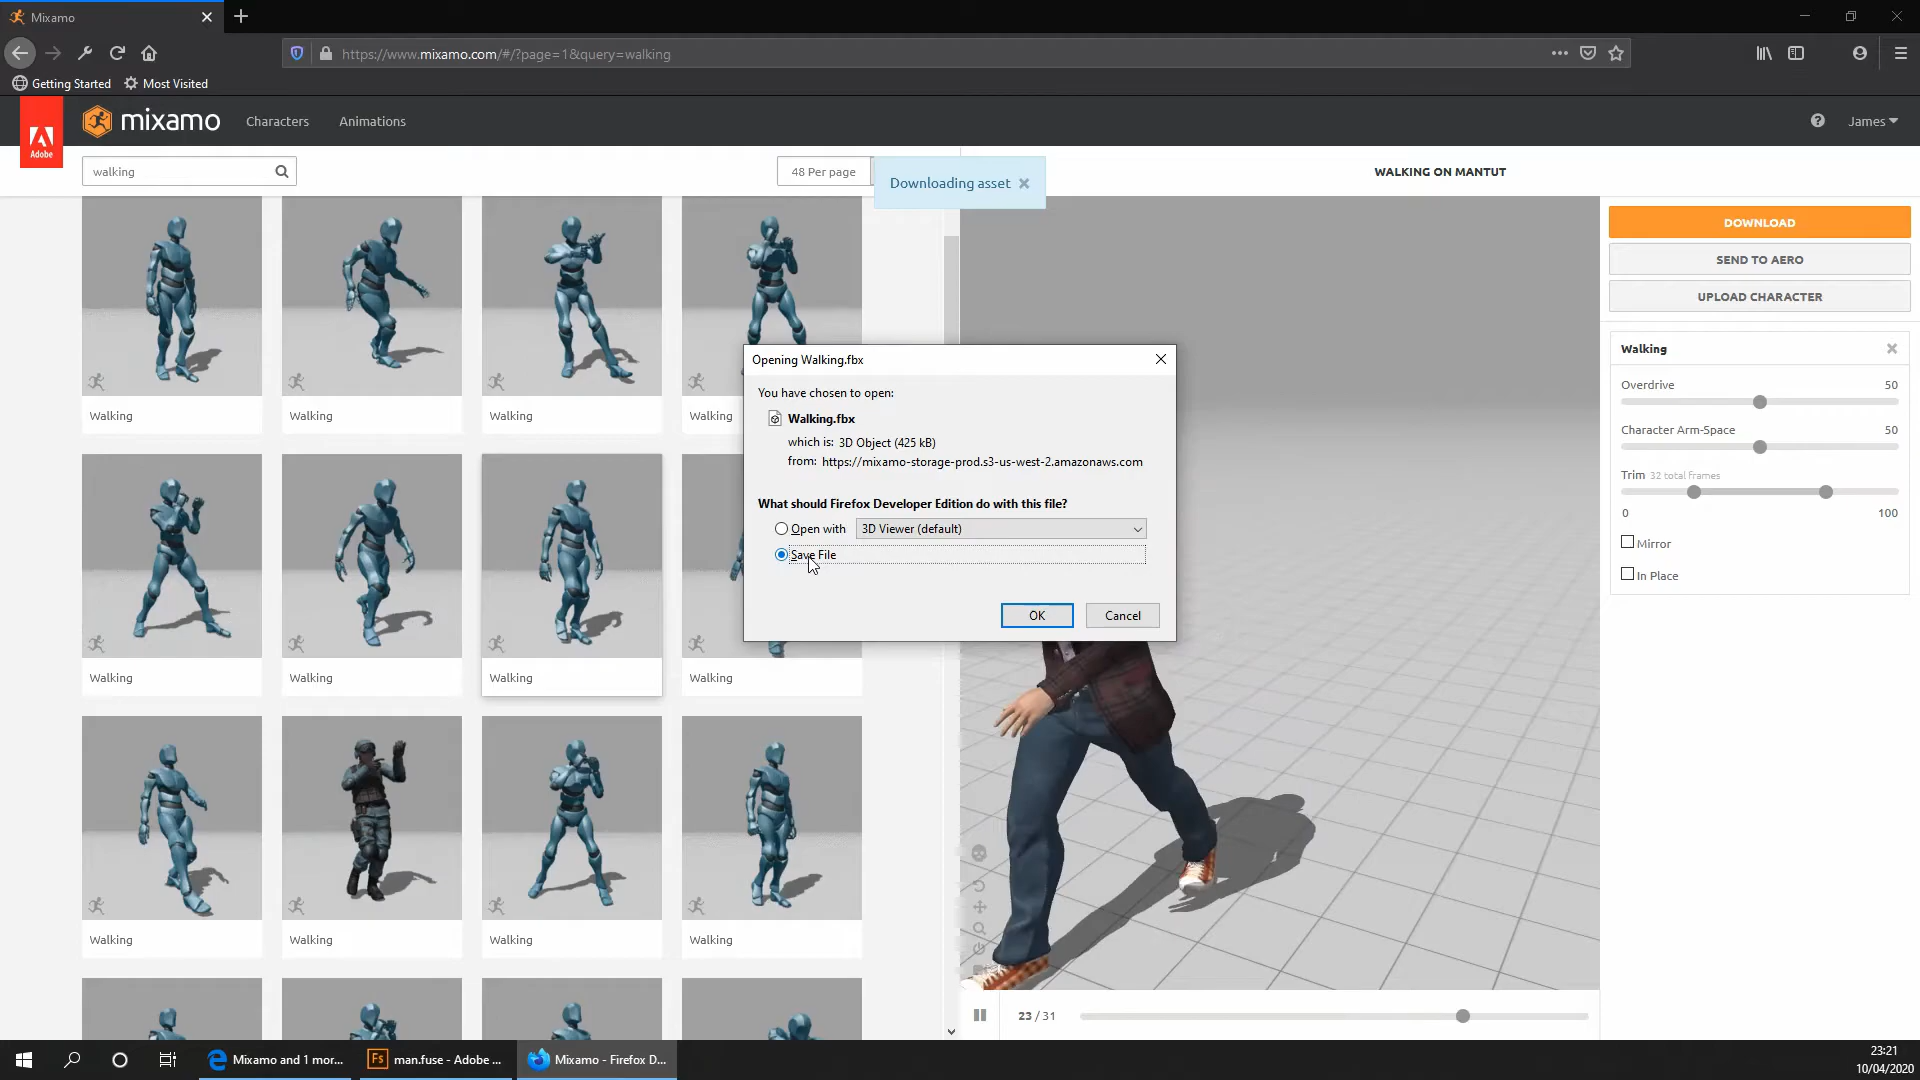 Mixamo
https://www.mixamo.com/#/?page=1&query=walking
Getting Started
Most Visited
Adobe
mixamo
Characters
Animations
James
walking
48 Per page
Downloading asset
WALKING ON MANTUT
Walking
Walking
Walking
Walking
Walking
Walking
Walking
Walking
Walking
Walking
Walking
Walking
Opening Walking.fbx
You have chosen to open:
Walking.fbx
which is: 3D Object (425 kB)
from: https://mixamo-storage-prod.s3-us-west-2.amazonaws.com
What should Firefox Developer Edition do with this file?
Open with
3D Viewer (default)
Save File
OK
Cancel
DOWNLOAD
SEND TO AERO
UPLOAD CHARACTER
Walking
Overdrive 50
Character Arm-Space 50
Trim 32 total frames
0 100
Mirror
In Place
23 / 31
Mixamo and 1 mor...
Fs
man.fuse - Adobe ...
Mixamo - Firefox D...
23:21
10/04/2020